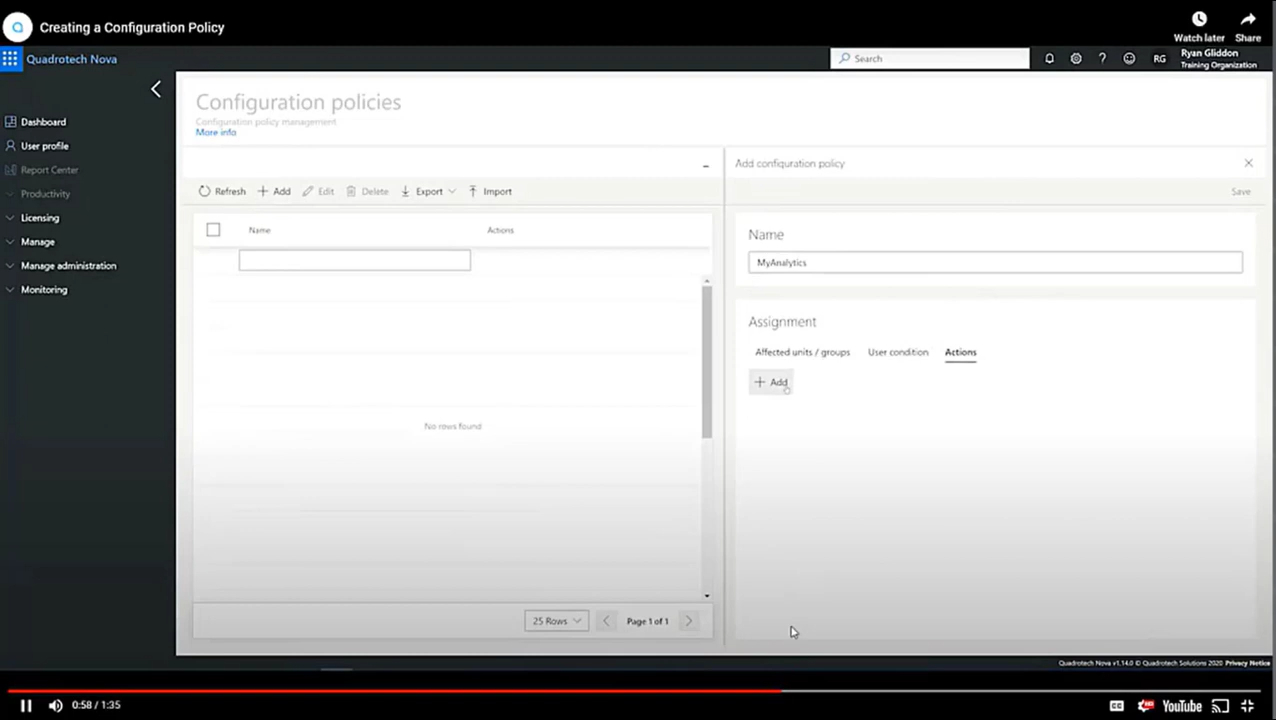 Creating a Configuration Policy
Watch later
Share
Quadrotech Nova
Search
RG
Ryan Gliddon
Training Organization
Dashboard
User profile
Report Center
Productivity
Licensing
Manage
Manage administration
Monitoring
Configuration policies
Configuration policy management
More info
Refresh
Add
Edit
Delete
Export
Import
Name
Actions
No rows found
25 Rows
Page 1 of 1
Add configuration policy
Save
Name
MyAnalytics
Assignment
Affected units / groups
User condition
Actions
Add
Quadrotech Nova v1.14.0 © Quadrotech Solutions 2020 Privacy Notice
0:58 / 1:35
CC
YouTube